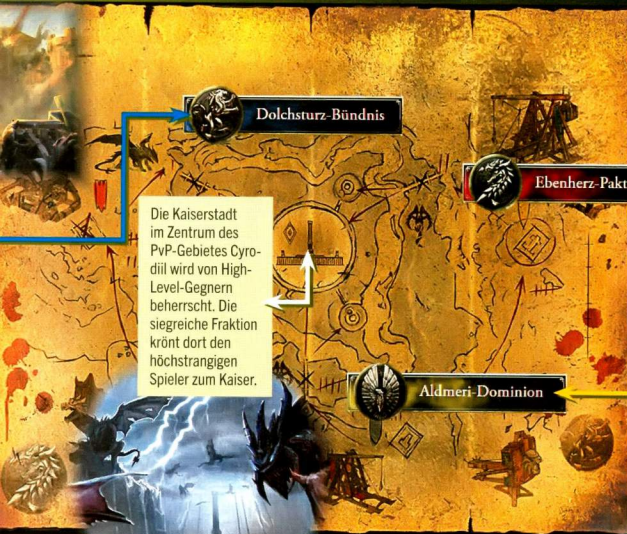 Dolchsturz-Bündnis
Ebenherz-Pakt
Die Kaiserstadt
im Zentrum des
PvP-Gebietes Cyro-
diil wird von High-
Level-Gegnern
beherrscht. Die
siegreiche Fraktion
krönt dort den
höchstrangigen
Spieler zum Kaiser.
Aldmeri-Dominion